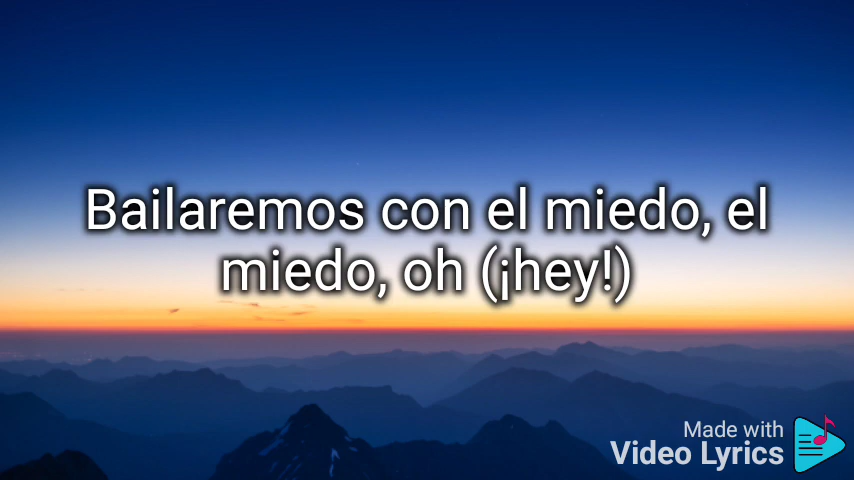 Bailaremos con el miedo, el
miedo, oh (¡hey!)
Made with
Video Lyrics